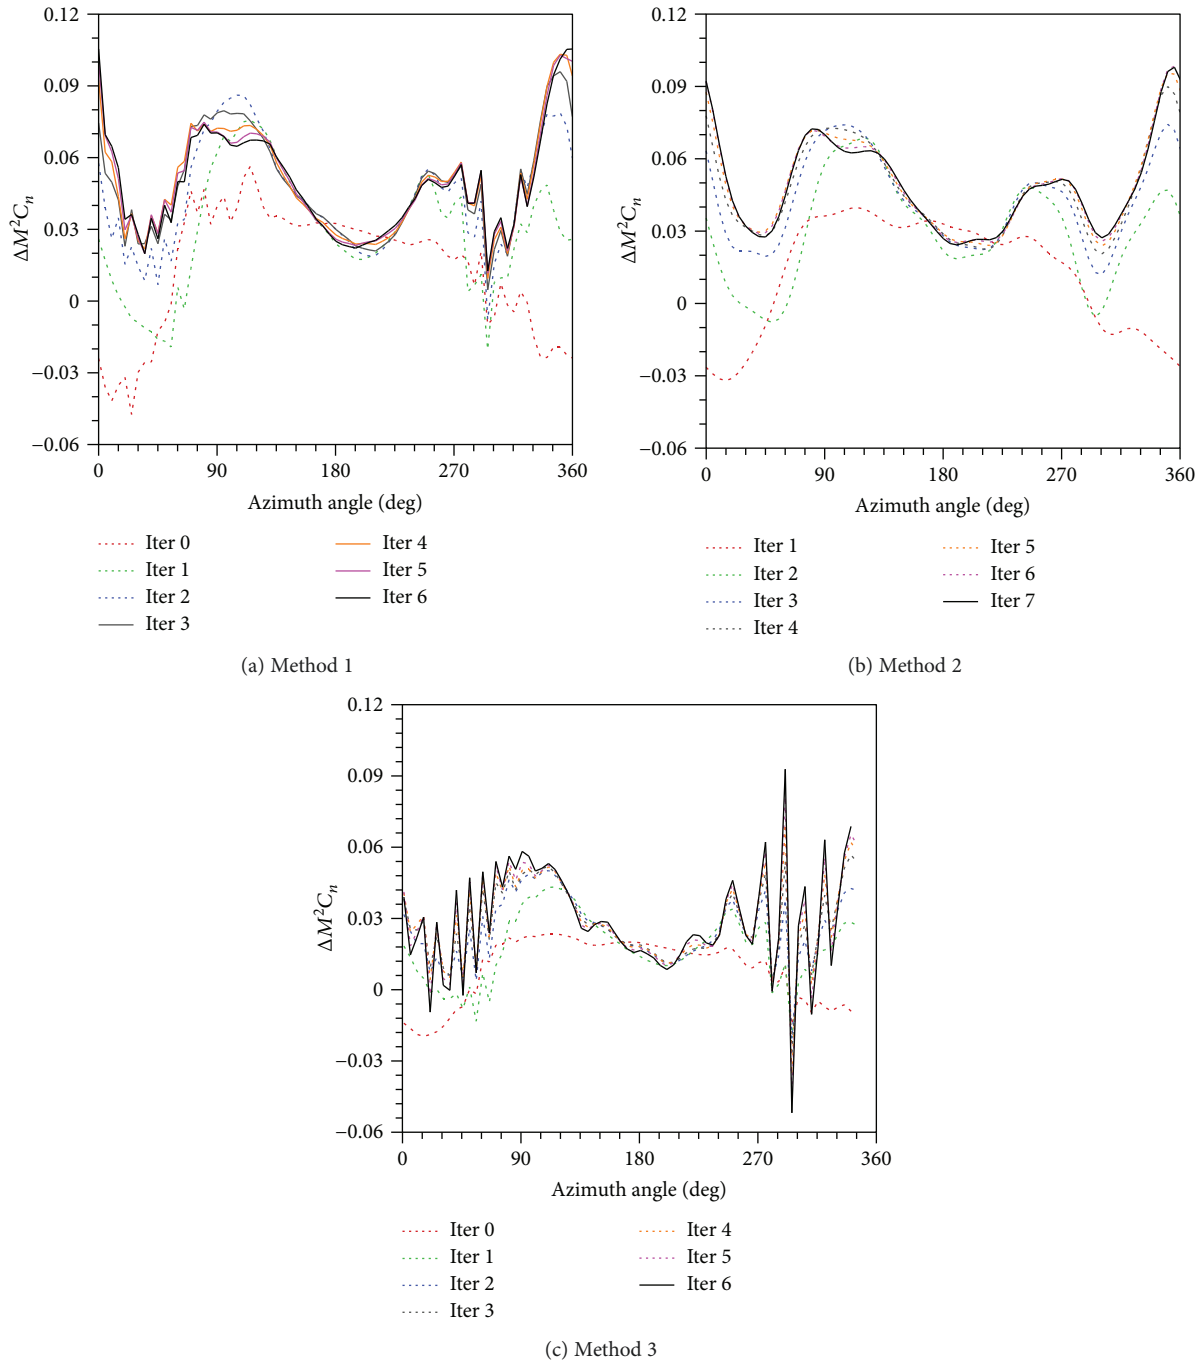 0.12
0.09
0.06
0.03
0
−0.03
−0.06
ΔM²Cₙ
0 90 180 270 360
Azimuth angle (deg)
Iter 0
Iter 1
Iter 2
Iter 3
Iter 4
Iter 5
Iter 6
(a) Method 1
0.12
0.09
0.06
0.03
0
−0.03
−0.06
ΔM²Cₙ
0 90 180 270 360
Azimuth angle (deg)
Iter 1
Iter 2
Iter 3
Iter 4
Iter 5
Iter 6
Iter 7
(b) Method 2
0.12
0.09
0.06
0.03
0
−0.03
−0.06
ΔM²Cₙ
0 90 180 270 360
Azimuth angle (deg)
Iter 0
Iter 1
Iter 2
Iter 3
Iter 4
Iter 5
Iter 6
(c) Method 3